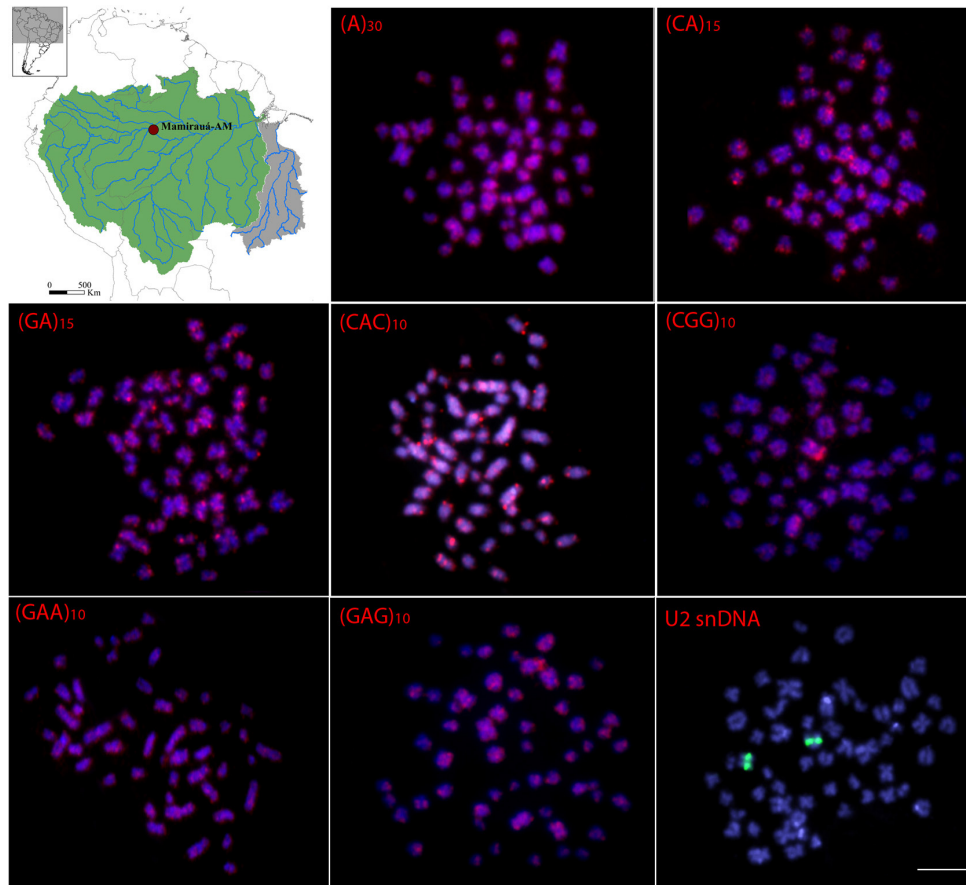 (A)30
(CA)15
Mamirauá-AM
0 500
Km
(GA)15
(CAC)10
(CGG)10
(GAA)10
(GAG)10
U2 snDNA